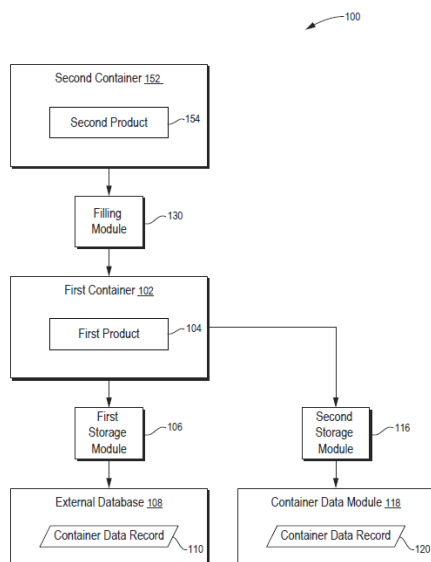 100
Second Container 152
Second Product
154
Filling
Module
130
First Container 102
First Product
104
First
Storage
Module
106
Second
Storage
Module
116
External Database 108
Container Data Record
110
Container Data Module 118
Container Data Record
120